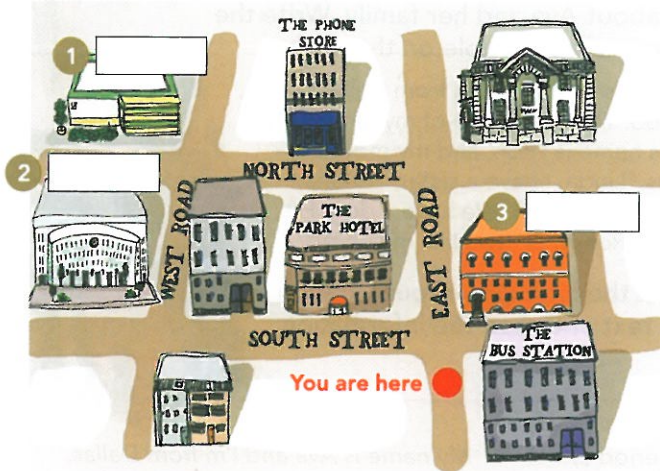 THE PHONE
STORE
1
NORTH STREET
2
WEST ROAD
THE
PARK HOTEL
EAST ROAD
3
SOUTH STREET
THE
BUS STATION
You are here